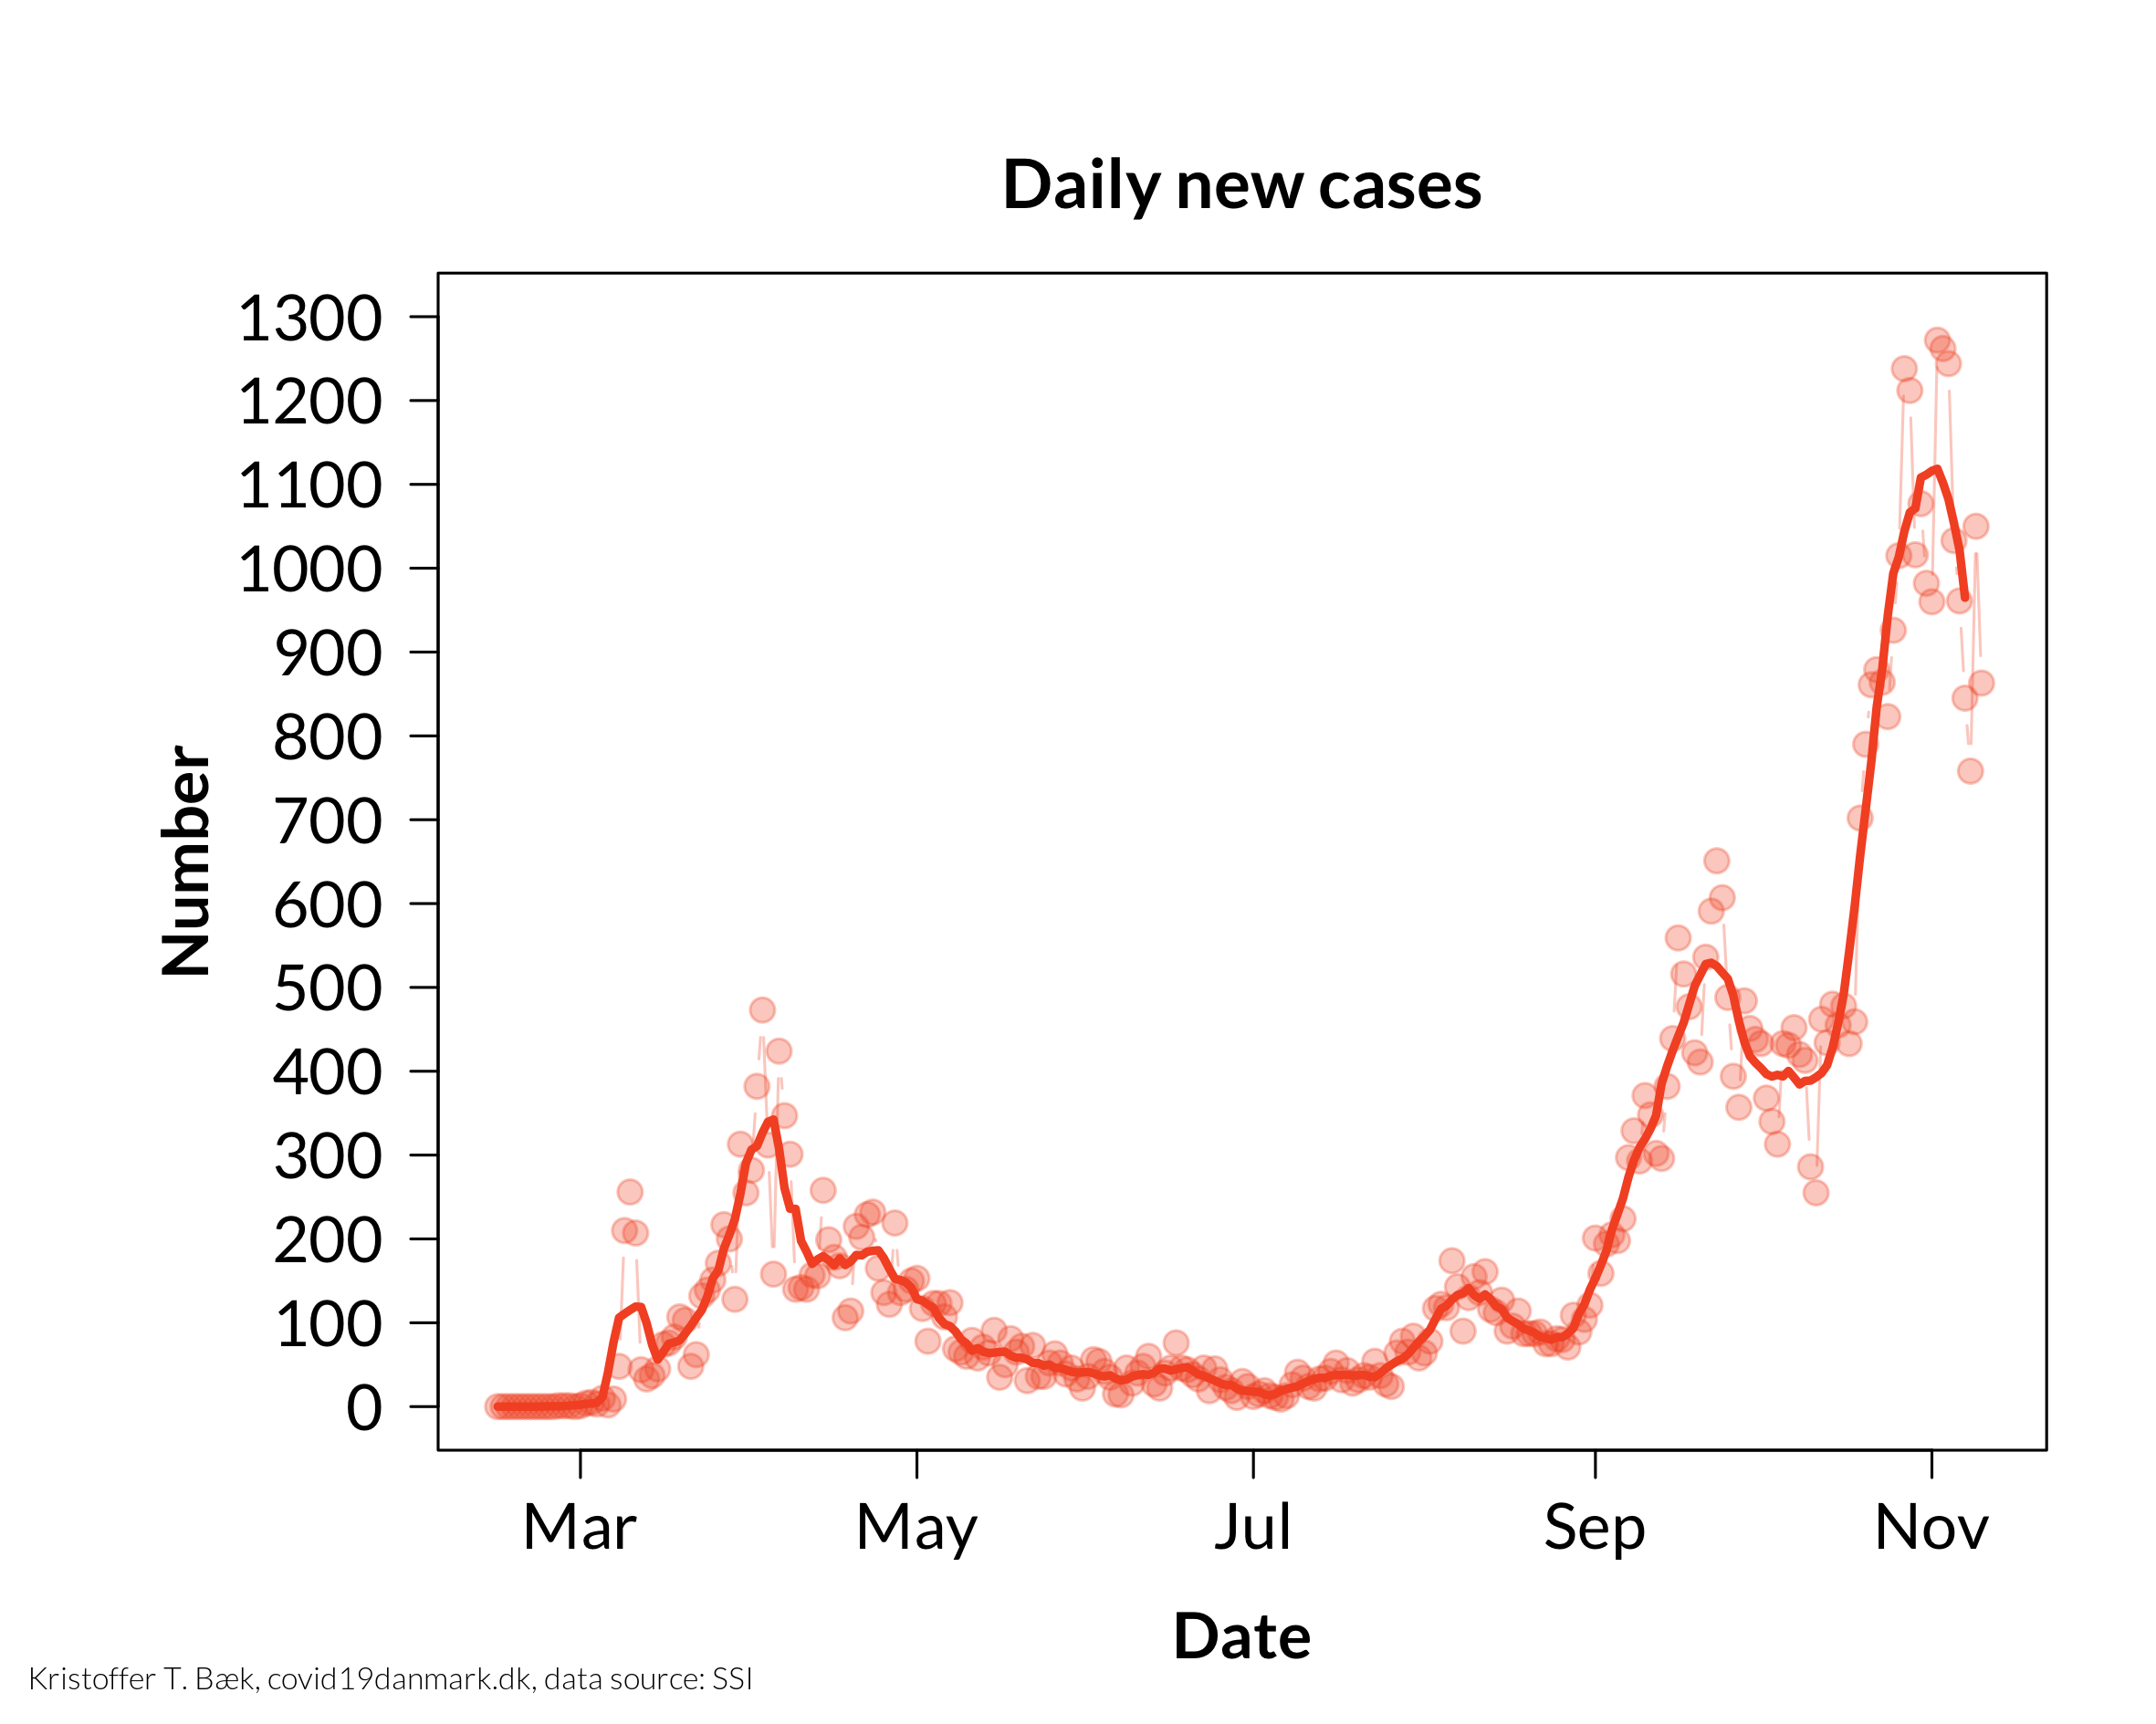 Daily new cases
1300
1200
1100
1000
900
800
700
600
500
400
300
200
100
0
Number
Mar May Jul Sep Nov
Date
Kristoffer T. Bæk, covid19danmark.dk, data source: SSI